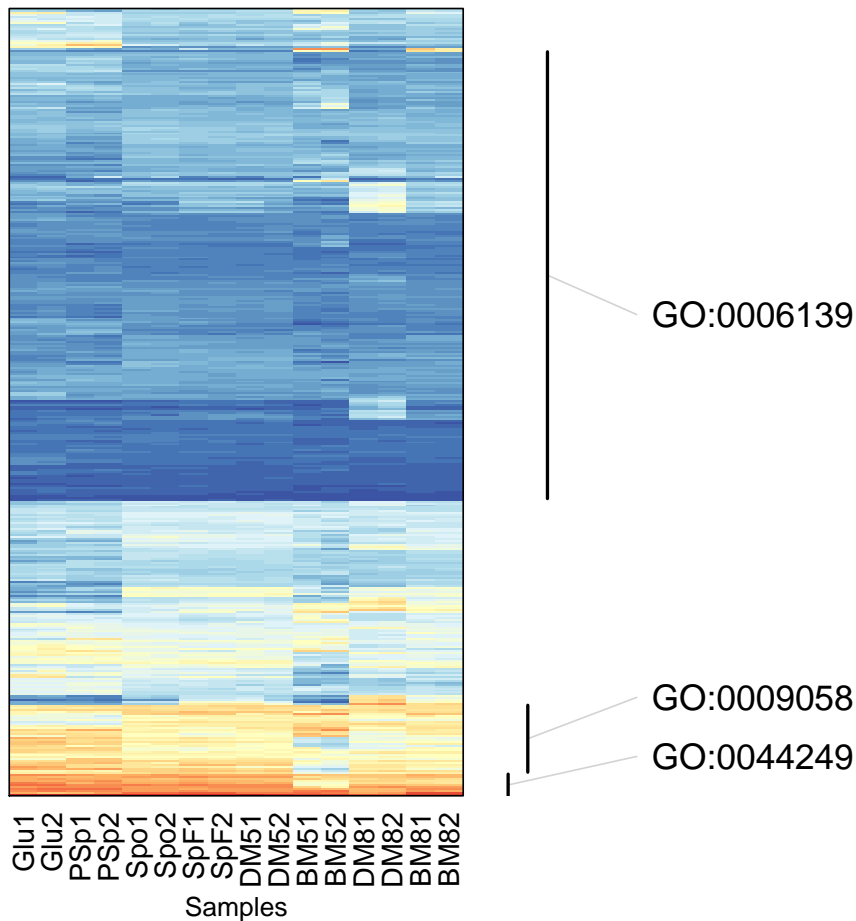 GO:0006139
GO:0009058
GO:0044249
Glu1
Glu2
PSp1
PSp2
Spo1
Spo2
SpF1
SpF2
DM51
DM52
BM51
BM52
DM81
DM82
BM81
BM82
Samples